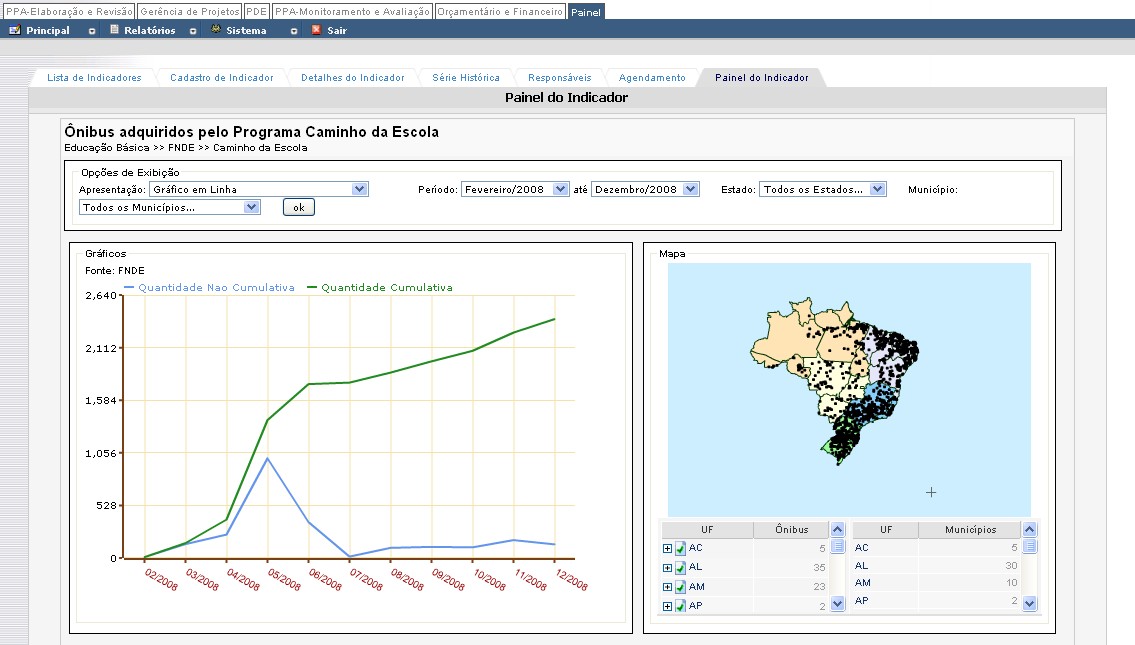 PPA-Elaboração e Revisão Gerência de Projetos PDE PPA-Monitoramento e Avaliação Orçamentário e Financeiro Painel
Principal Relatórios Sistema Sair
Lista de Indicadores Cadastro de Indicador Detalhes do Indicador Série Histórica Responsáveis Agendamento Painel do Indicador
Painel do Indicador
Ônibus adquiridos pelo Programa Caminho da Escola
Educação Básica >> FNDE >> Caminho da Escola
Opções de Exibição
Apresentação: Gráfico em Linha Período: Fevereiro/2008 até Dezembro/2008 Estado: Todos os Estados... Município:
Todos os Municípios... ok
Gráficos
Fonte: FNDE
Quantidade Nao Cumulativa Quantidade Cumulativa
2,640
2,112
1,584
1,056
528
0
02/2008 03/2008 04/2008 05/2008 06/2008 07/2008 08/2008 09/2008 10/2008 11/2008 12/2008
Mapa
UF Ônibus UF Municípios
AC 5 AC 5
AL 35 AL 30
AM 23 AM 10
AP 2 AP 2